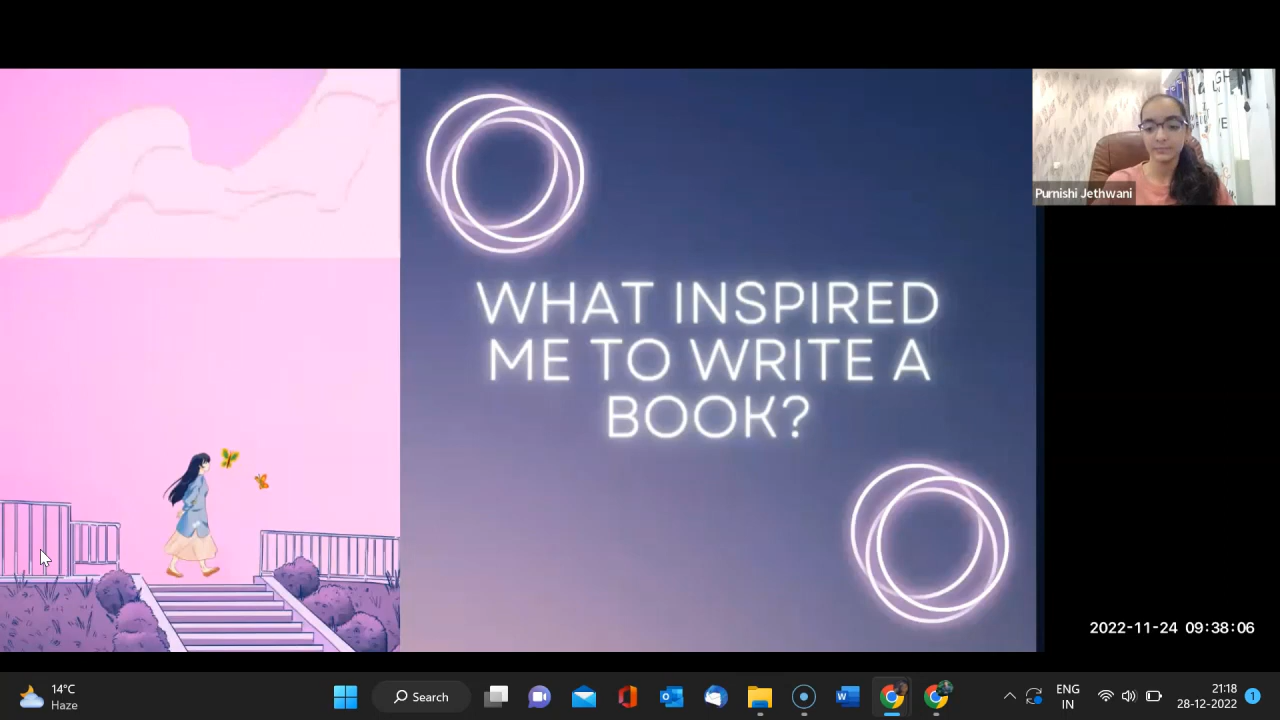 WHAT INSPIRED
ME TO WRITE A
BOOK?
Purnishi Jethwani
2022-11-24 09:38:06
14°C
Haze
Search
ENG
IN
21:18
28-12-2022
1